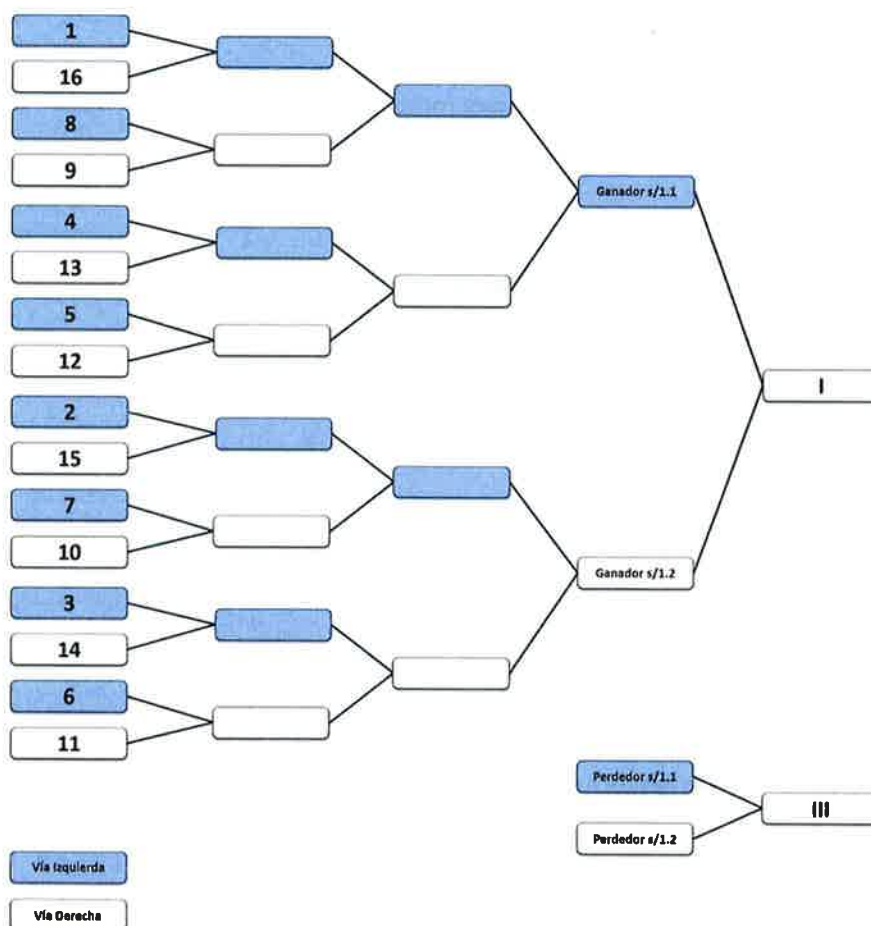 1
16
8
9
4
13
5
12
2
15
7
10
3
14
6
11
Ganador s/1.1
Ganador s/1.2
I
Perdedor s/1.1
Perdedor s/1.2
III
Vía Izquierda
Vía Derecha